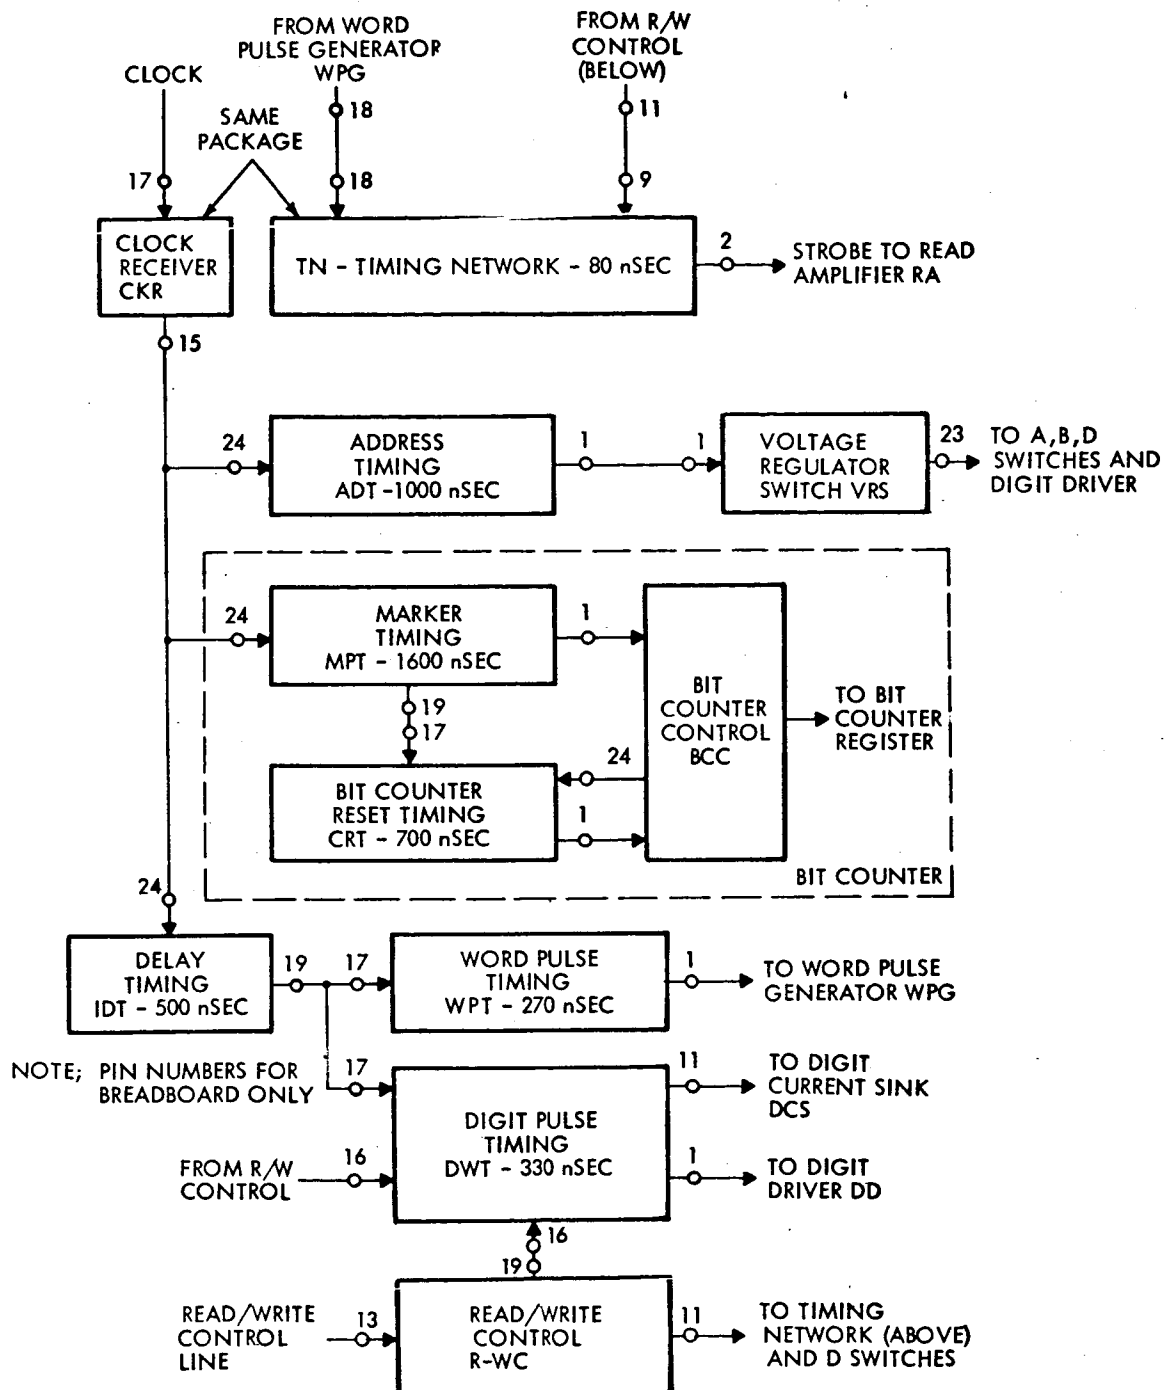 FROM WORD
PULSE GENERATOR
WPG
FROM R/W
CONTROL
(BELOW)
CLOCK
18
11
SAME
PACKAGE
17
18
9
CLOCK
RECEIVER
CKR
TN - TIMING NETWORK - 80 nSEC
2
STROBE TO READ
AMPLIFIER RA
15
24
ADDRESS
TIMING
ADT -1000 nSEC
1
1
VOLTAGE
REGULATOR
SWITCH VRS
23
TO A,B,D
SWITCHES AND
DIGIT DRIVER
24
MARKER
TIMING
MPT - 1600 nSEC
1
19
17
BIT
COUNTER
CONTROL
BCC
TO BIT
COUNTER
REGISTER
BIT COUNTER
RESET TIMING
CRT - 700 nSEC
24
1
BIT COUNTER
24
DELAY
TIMING
IDT - 500 nSEC
19
17
WORD PULSE
TIMING
WPT - 270 nSEC
1
TO WORD PULSE
GENERATOR WPG
NOTE; PIN NUMBERS FOR
BREADBOARD ONLY
17
DIGIT PULSE
TIMING
DWT - 330 nSEC
11
TO DIGIT
CURRENT SINK
DCS
FROM R/W
CONTROL
16
1
TO DIGIT
DRIVER DD
16
19
READ/WRITE
CONTROL
LINE
13
READ/WRITE
CONTROL
R-WC
11
TO TIMING
NETWORK (ABOVE)
AND D SWITCHES